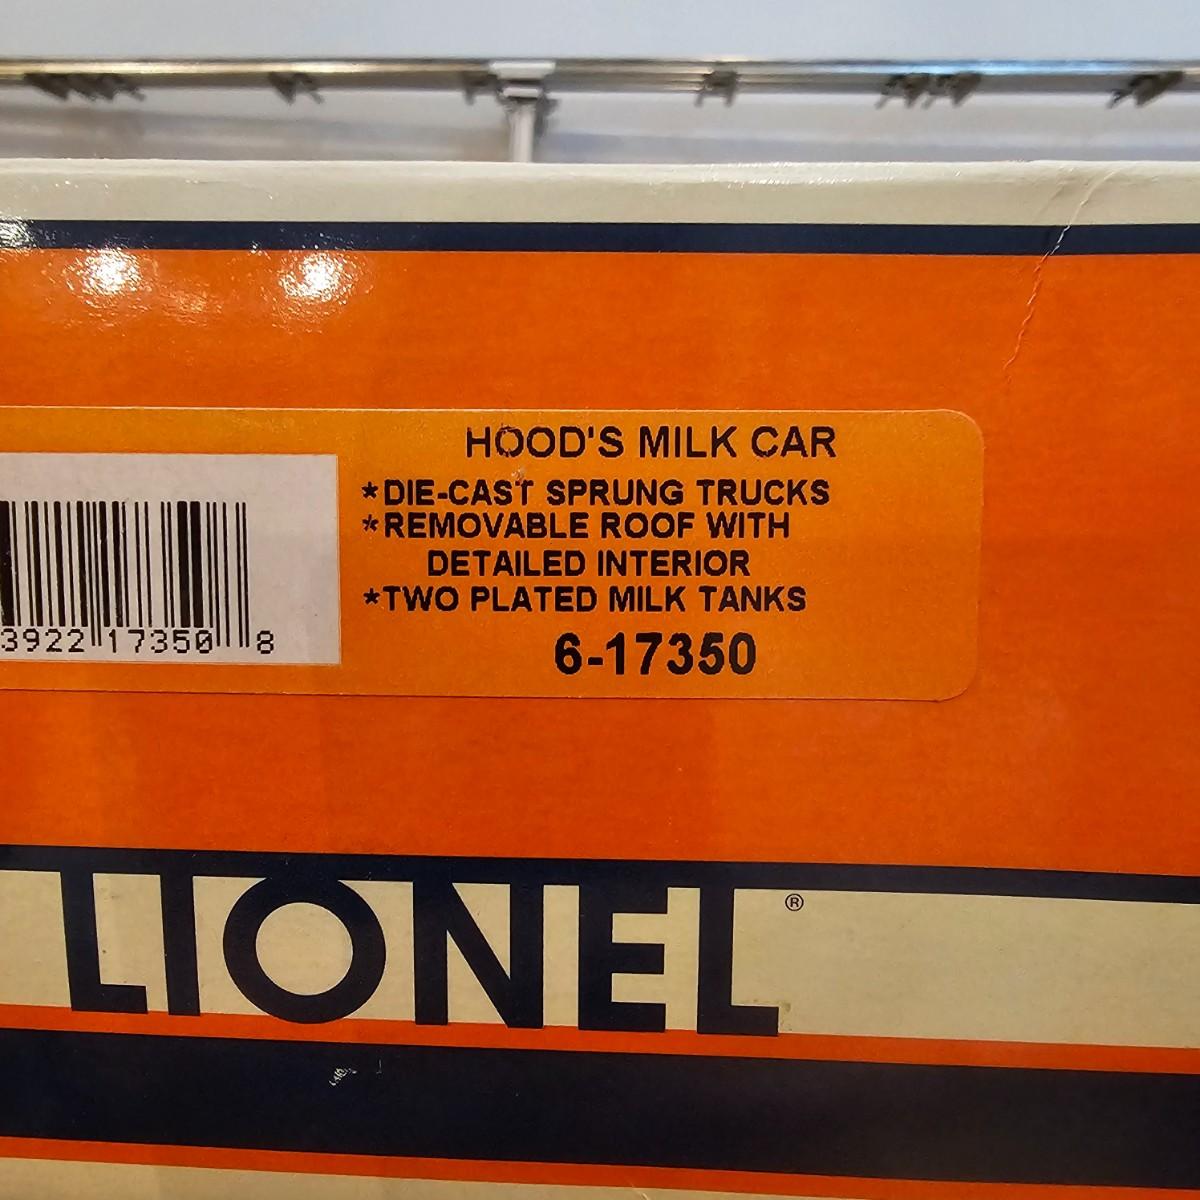 HOOD'S MILK CAR
*DIE-CAST SPRUNG TRUCKS
*REMOVABLE ROOF WITH
DETAILED INTERIOR
*TWO PLATED MILK TANKS
6-17350
3922 17350 8
LIONEL®